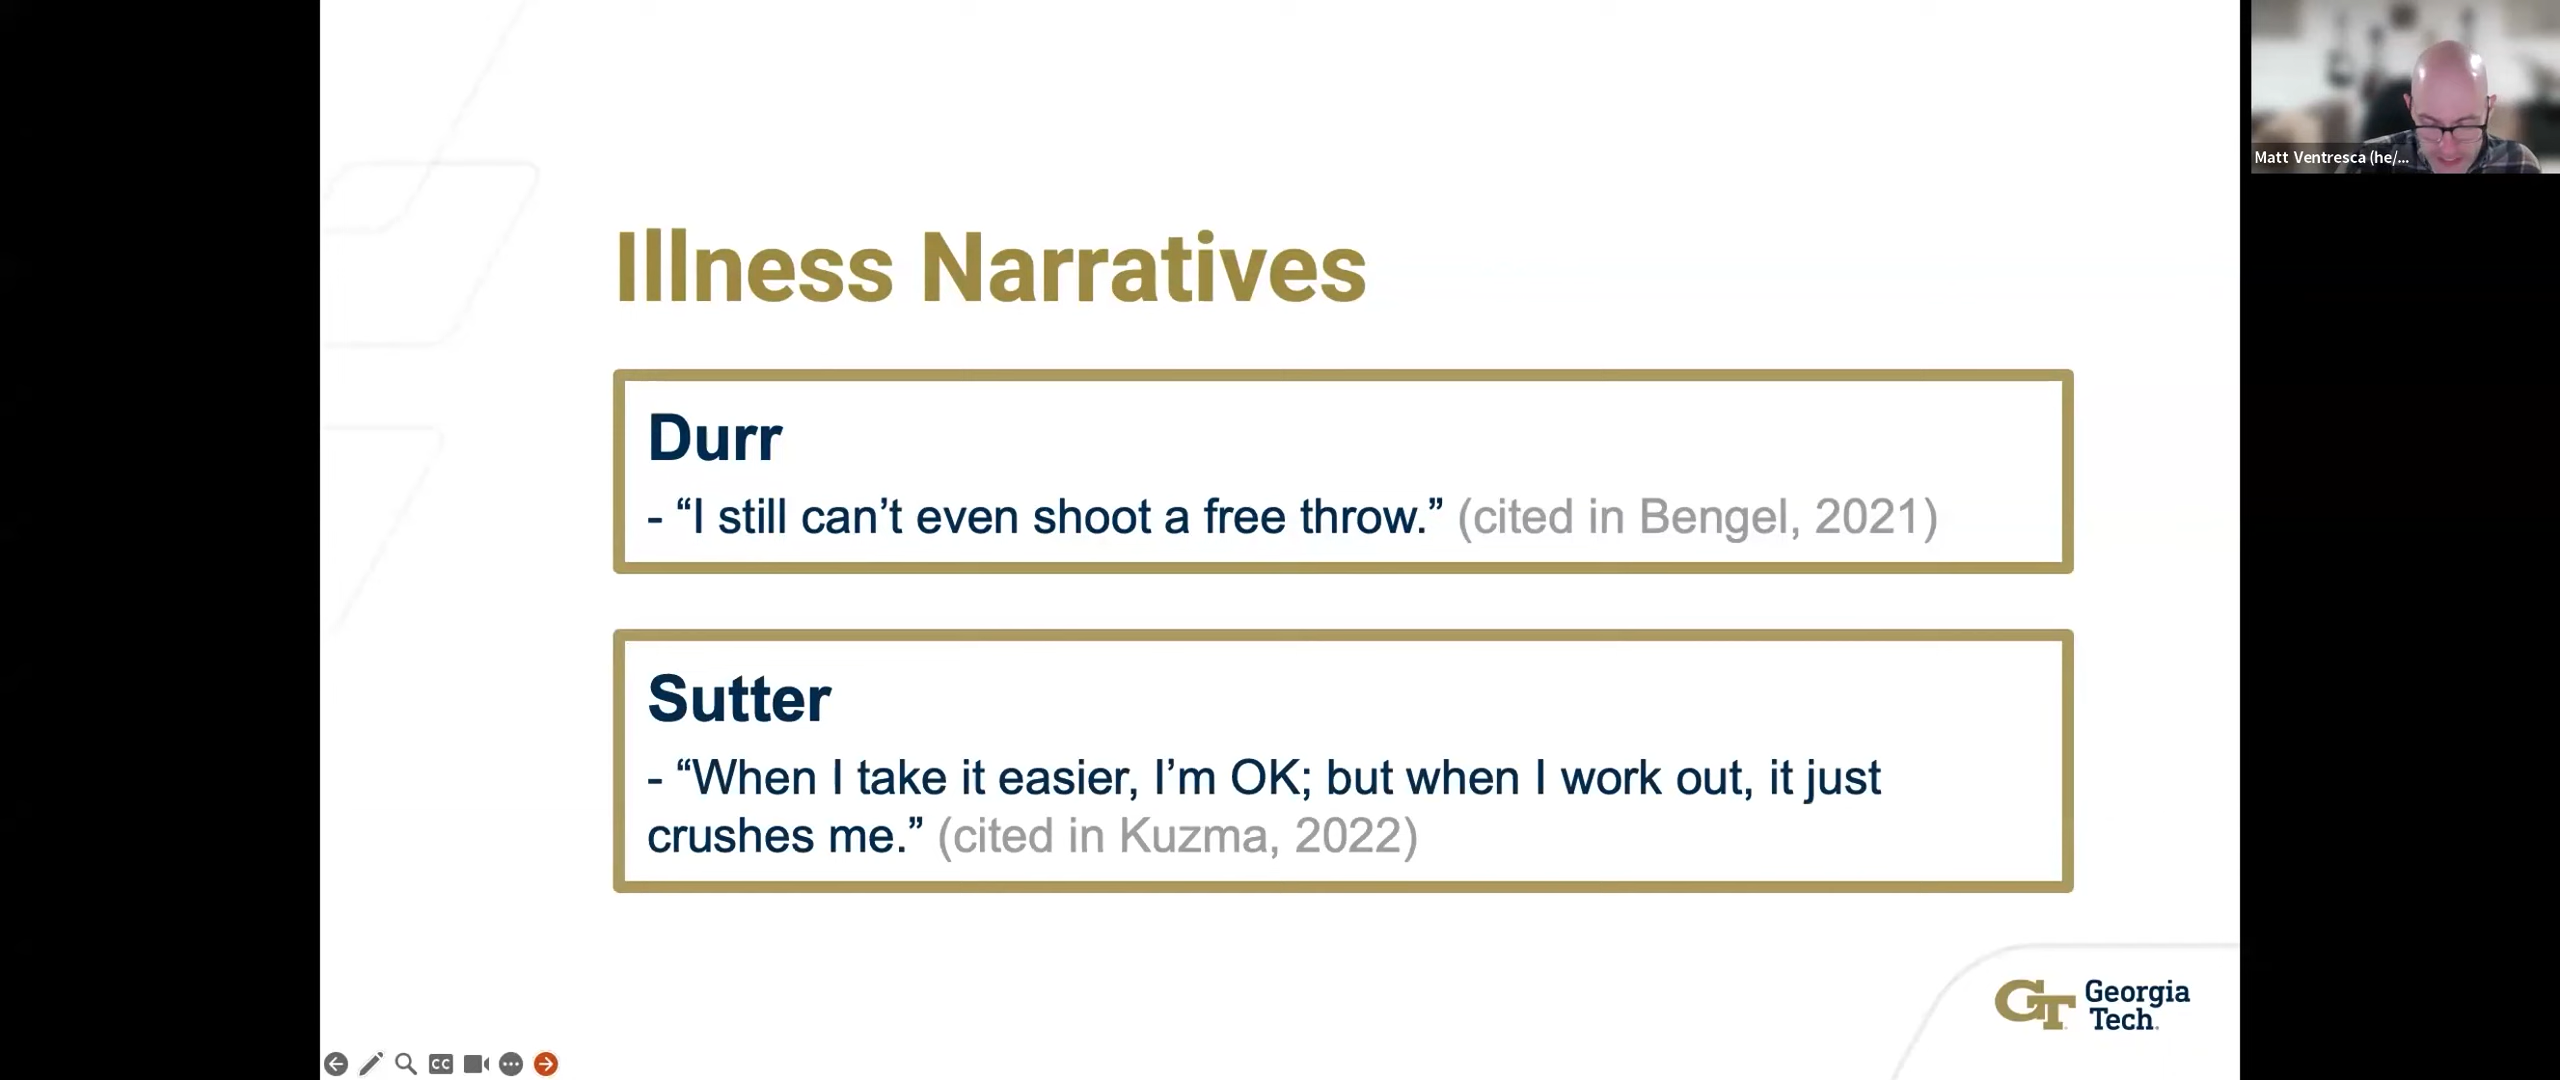 Illness Narratives
Durr
- “I still can’t even shoot a free throw.” (cited in Bengel, 2021)
Sutter
- “When I take it easier, I’m OK; but when I work out, it just
crushes me.” (cited in Kuzma, 2022)
GT Georgia
Tech.
Matt Ventresca (he/...
CC